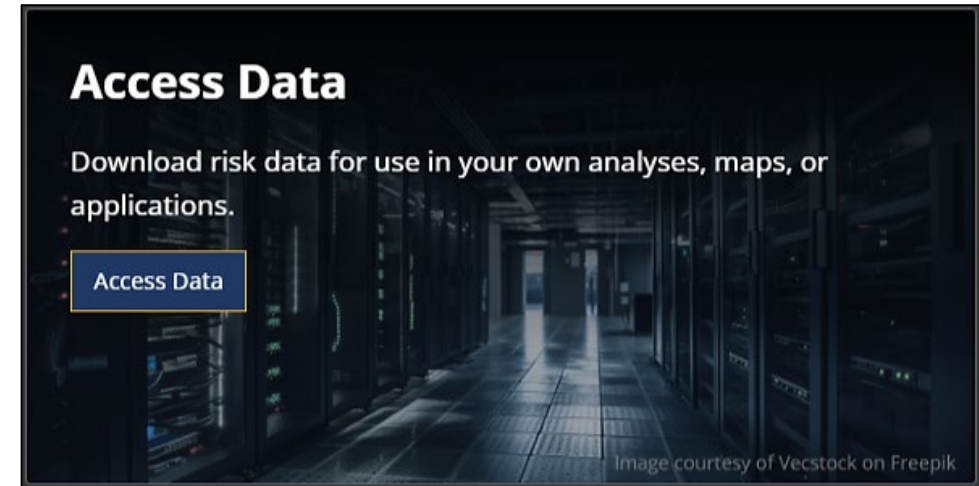 Access Data
Download risk data for use in your own analyses, maps, or
applications.
Access Data
Image courtesy of Vecstock on Freepik